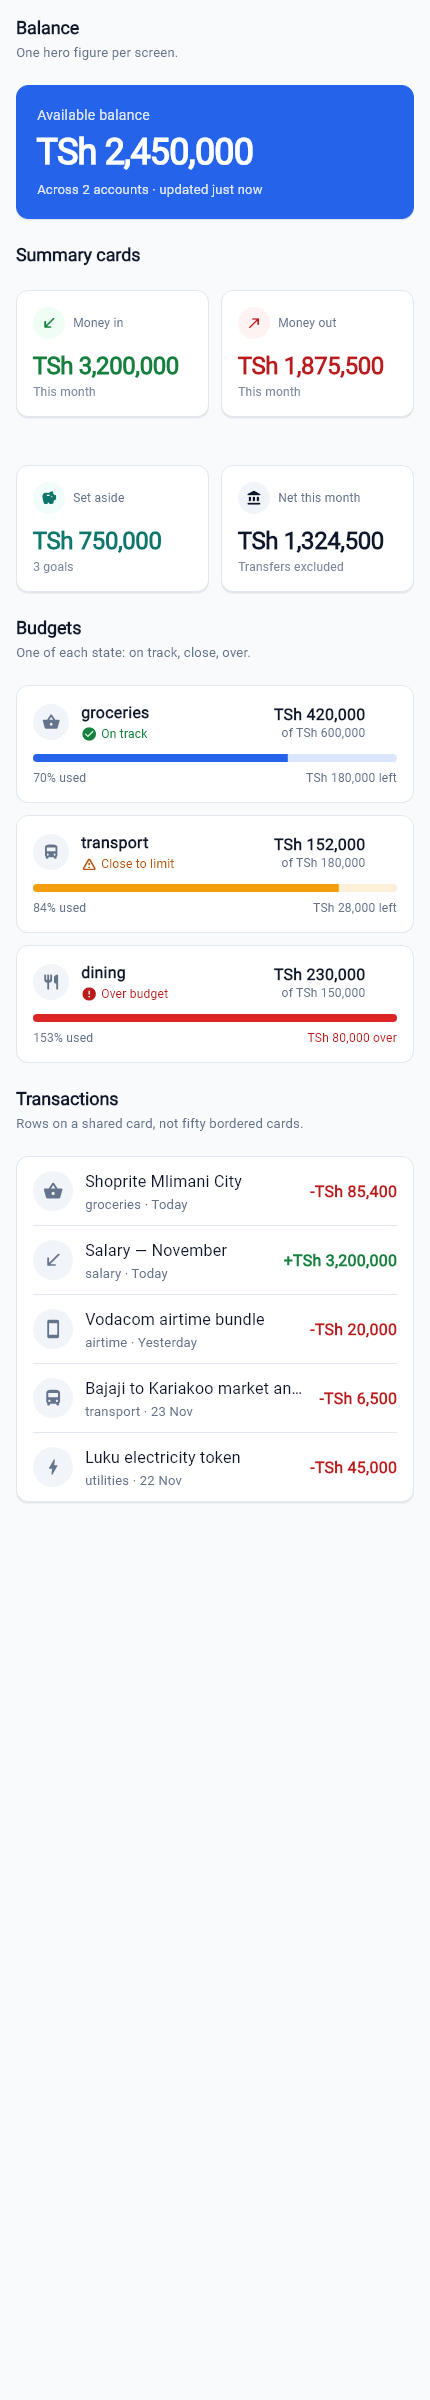 Balance
One hero figure per screen.
Available balance
TSh 2,450,000
Across 2 accounts · updated just now
Summary cards
Money in
TSh 3,200,000
This month
Money out
TSh 1,875,500
This month
Set aside
TSh 750,000
3 goals
Net this month
TSh 1,324,500
Transfers excluded
Budgets
One of each state: on track, close, over.
groceries
TSh 420,000
On track
of TSh 600,000
70% used
TSh 180,000 left
transport
TSh 152,000
Close to limit
of TSh 180,000
84% used
TSh 28,000 left
dining
TSh 230,000
Over budget
of TSh 150,000
153% used
TSh 80,000 over
Transactions
Rows on a shared card, not fifty bordered cards.
Shoprite Mlimani City
-TSh 85,400
groceries · Today
Salary — November
+TSh 3,200,000
salary · Today
Vodacom airtime bundle
-TSh 20,000
airtime · Yesterday
Bajaji to Kariakoo market an...
-TSh 6,500
transport · 23 Nov
Luku electricity token
-TSh 45,000
utilities · 22 Nov